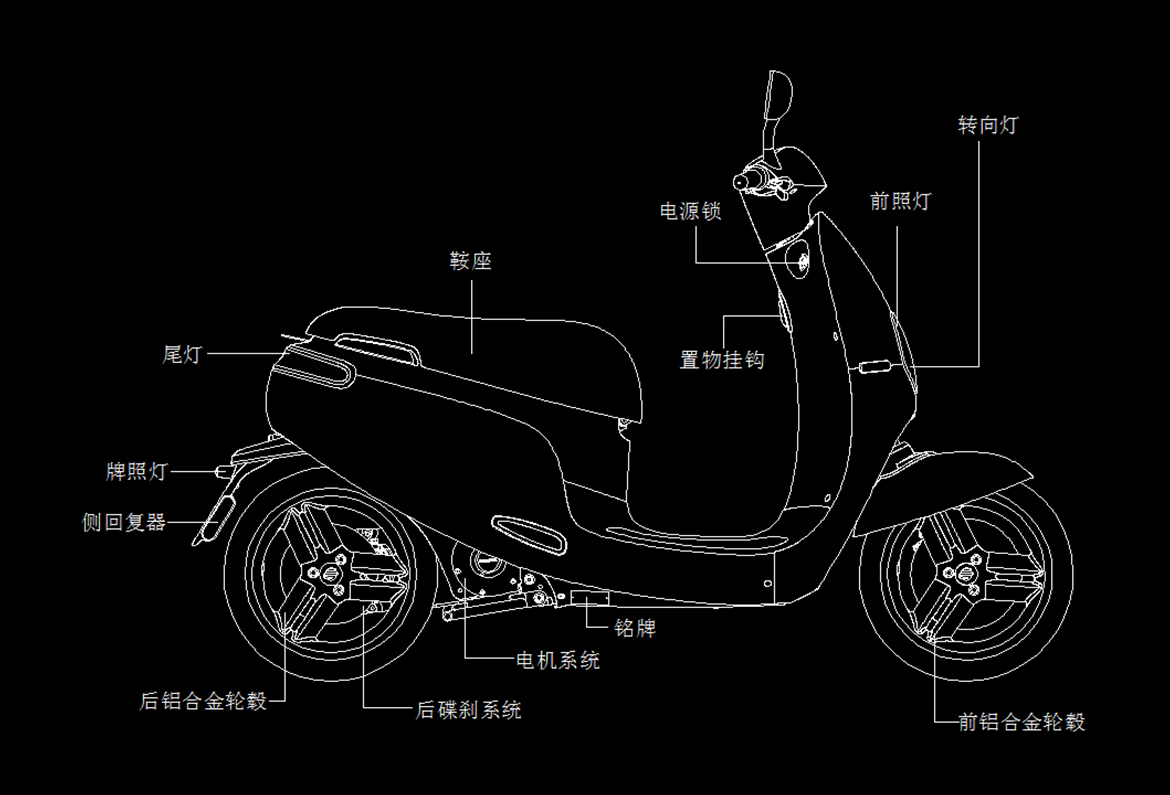 转向灯
前照灯
电源锁
鞍座
尾灯
置物挂钩
牌照灯
侧回复器
铭牌
电机系统
后铝合金轮毂
后碟刹系统
前铝合金轮毂